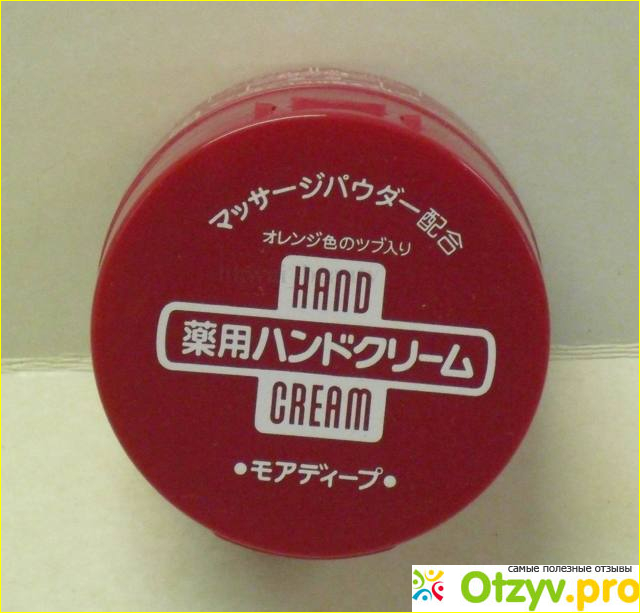 マッサージパウダー配合
オレンジ色のツブ入り
HAND
薬用ハンドクリーム
CREAM
•モアディープ•
самые полезные отзывы
Otzyv.pro